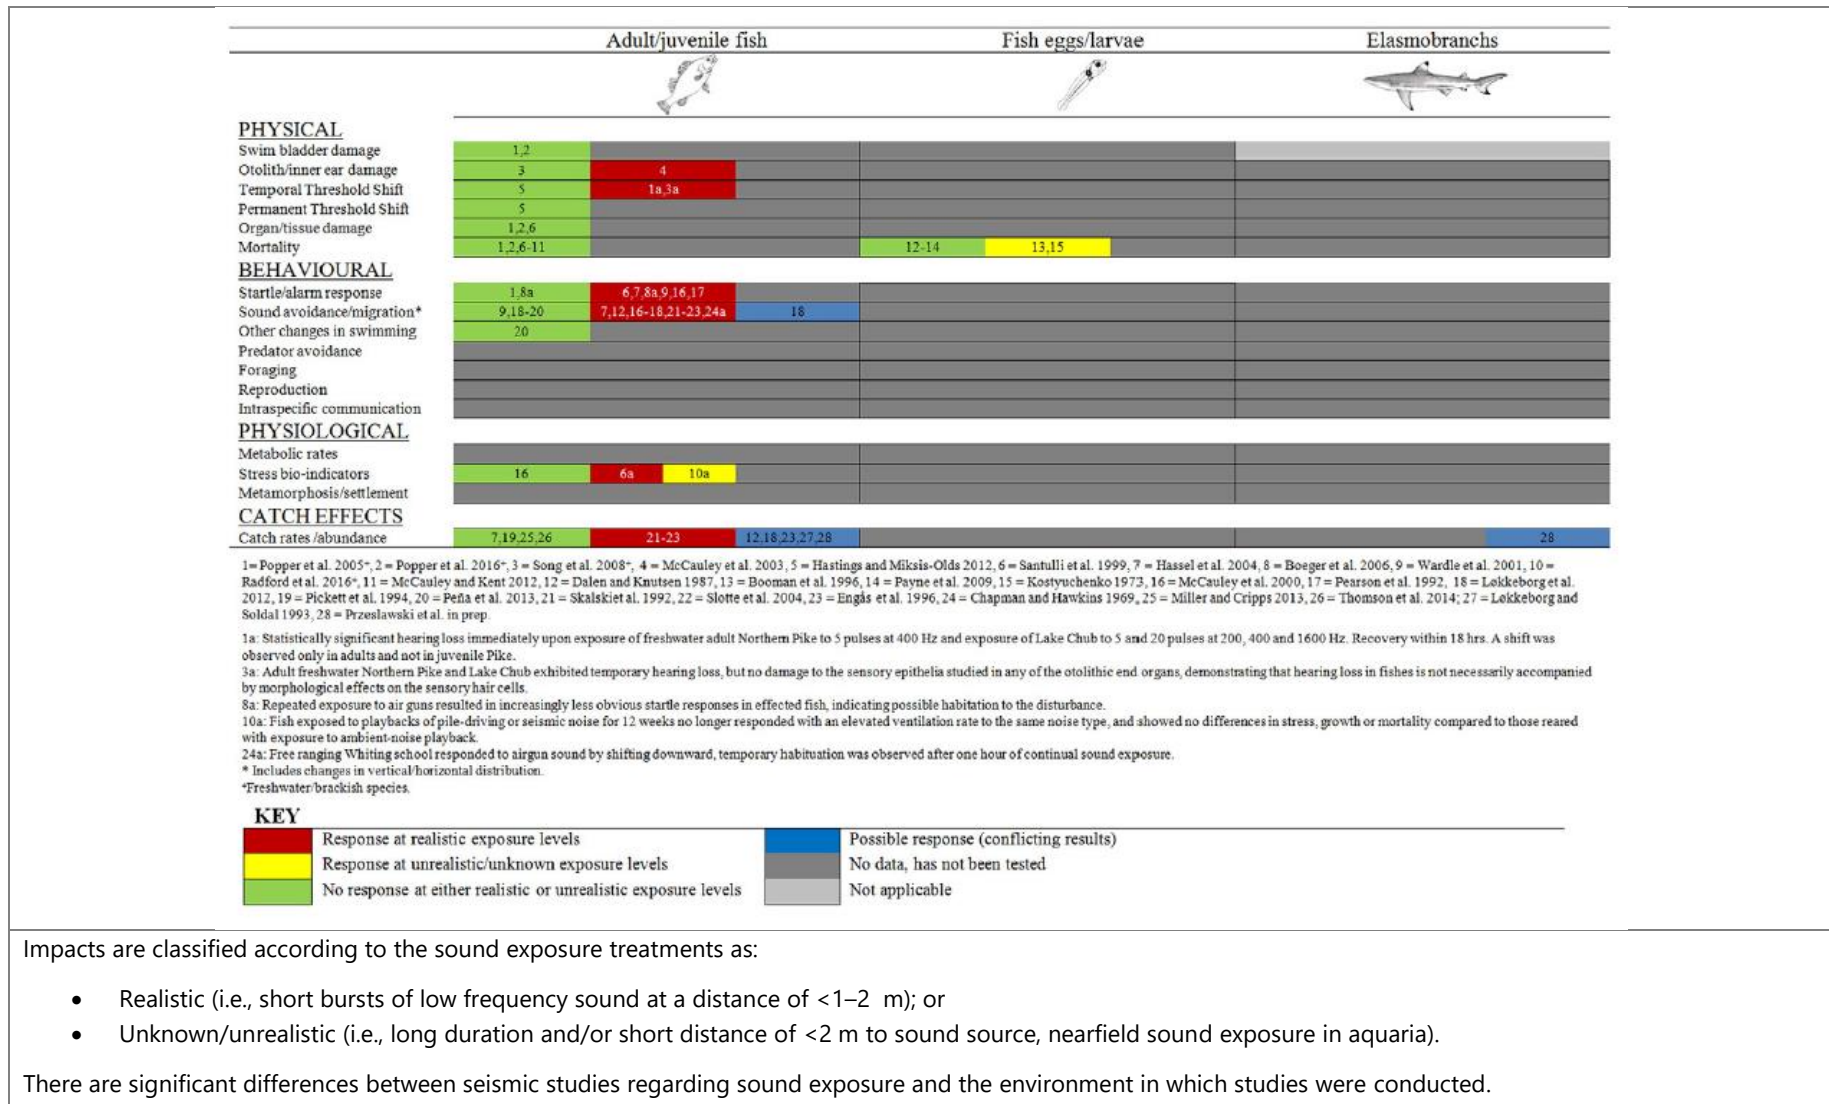 Adult/juvenile fish Fish eggs/larvae Elasmobranchs
PHYSICAL
Swim bladder damage 1,2
Otolith/inner ear damage 3 4
Temporal Threshold Shift 5 1a,3a
Permanent Threshold Shift 5
Organ/tissue damage 1,2,6
Mortality 1,2,6-11 12-14 13,15
BEHAVIOURAL
Startle/alarm response 1,8a 6,7,8a,9,16,17
Sound avoidance/migration* 9,18-20 7,12,16-18,21-23,24a 18
Other changes in swimming 20
Predator avoidance
Foraging
Reproduction
Intraspecific communication
PHYSIOLOGICAL
Metabolic rates
Stress bio-indicators 16 6a 10a
Metamorphosis/settlement
CATCH EFFECTS
Catch rates /abundance 7,19,25,26 21-23 12,18,23,27,28 28
1= Popper et al. 2005⁺, 2 = Popper et al. 2016⁺, 3 = Song et al. 2008⁺, 4 = McCauley et al. 2003, 5 = Hastings and Miksis-Olds 2012, 6 = Santulli et al. 1999, 7 = Hassel et al. 2004, 8 = Boeger et al. 2006, 9 = Wardle et al. 2001, 10 =
Radford et al. 2016⁺, 11 = McCauley and Kent 2012, 12 = Dalen and Knutsen 1987, 13 = Booman et al. 1996, 14 = Payne et al. 2009, 15 = Kostyuchenko 1973, 16 = McCauley et al. 2000, 17 = Pearson et al. 1992, 18 = Løkkeborg et al.
2012, 19 = Pickett et al. 1994, 20 = Peña et al. 2013, 21 = Skalski et al. 1992, 22 = Slotte et al. 2004, 23 = Engås et al. 1996, 24 = Chapman and Hawkins 1969, 25 = Miller and Cripps 2013, 26 = Thomson et al. 2014; 27 = Løkkeborg and
Soldal 1993, 28 = Przeslawski et al. in prep.
1a: Statistically significant hearing loss immediately upon exposure of freshwater adult Northern Pike to 5 pulses at 400 Hz and exposure of Lake Chub to 5 and 20 pulses at 200, 400 and 1600 Hz. Recovery within 18 hrs. A shift was
observed only in adults and not in juvenile Pike.
3a: Adult freshwater Northern Pike and Lake Chub exhibited temporary hearing loss, but no damage to the sensory epithelia studied in any of the otolithic end organs, demonstrating that hearing loss in fishes is not necessarily accompanied
by morphological effects on the sensory hair cells.
8a: Repeated exposure to air guns resulted in increasingly less obvious startle responses in effected fish, indicating possible habitation to the disturbance.
10a: Fish exposed to playbacks of pile-driving or seismic noise for 12 weeks no longer responded with an elevated ventilation rate to the same noise type, and showed no differences in stress, growth or mortality compared to those reared
with exposure to ambient-noise playback.
24a: Free ranging Whiting school responded to airgun sound by shifting downward, temporary habituation was observed after one hour of continual sound exposure.
* Includes changes in vertical/horizontal distribution.
⁺Freshwater/brackish species.
KEY
Response at realistic exposure levels Possible response (conflicting results)
Response at unrealistic/unknown exposure levels No data, has not been tested
No response at either realistic or unrealistic exposure levels Not applicable
Impacts are classified according to the sound exposure treatments as:
• Realistic (i.e., short bursts of low frequency sound at a distance of <1–2 m); or
• Unknown/unrealistic (i.e., long duration and/or short distance of <2 m to sound source, nearfield sound exposure in aquaria).
There are significant differences between seismic studies regarding sound exposure and the environment in which studies were conducted.